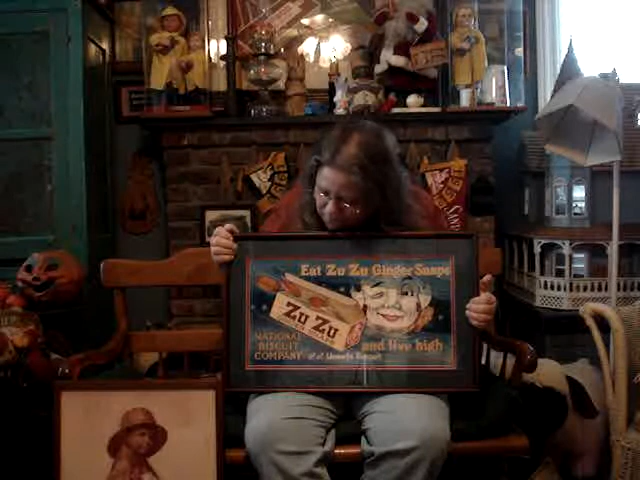 Eat Zu Zu Ginger Snaps
Zu Zu
NATIONAL
BISCUIT
COMPANY
and live high